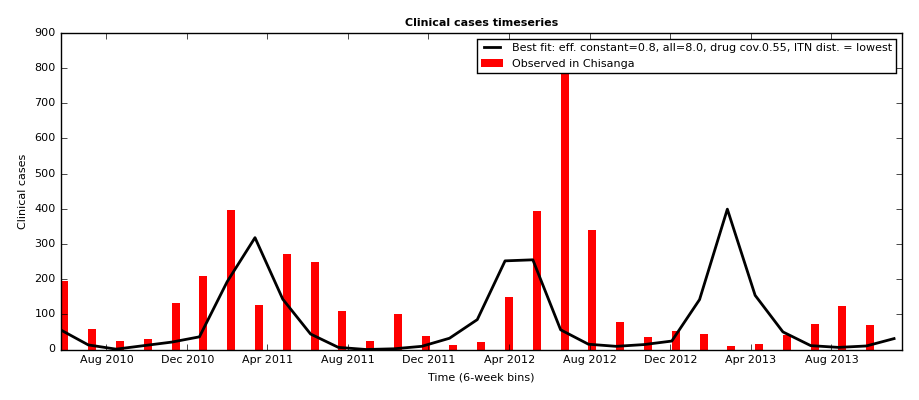 Clinical cases timeseries
Best fit: eff. constant=0.8, all=8.0, drug cov.0.55, ITN dist. = lowest
Observed in Chisanga
Clinical cases
900
800
700
600
500
400
300
200
100
0
Aug 2010 Dec 2010 Apr 2011 Aug 2011 Dec 2011 Apr 2012 Aug 2012 Dec 2012 Apr 2013 Aug 2013
Time (6-week bins)